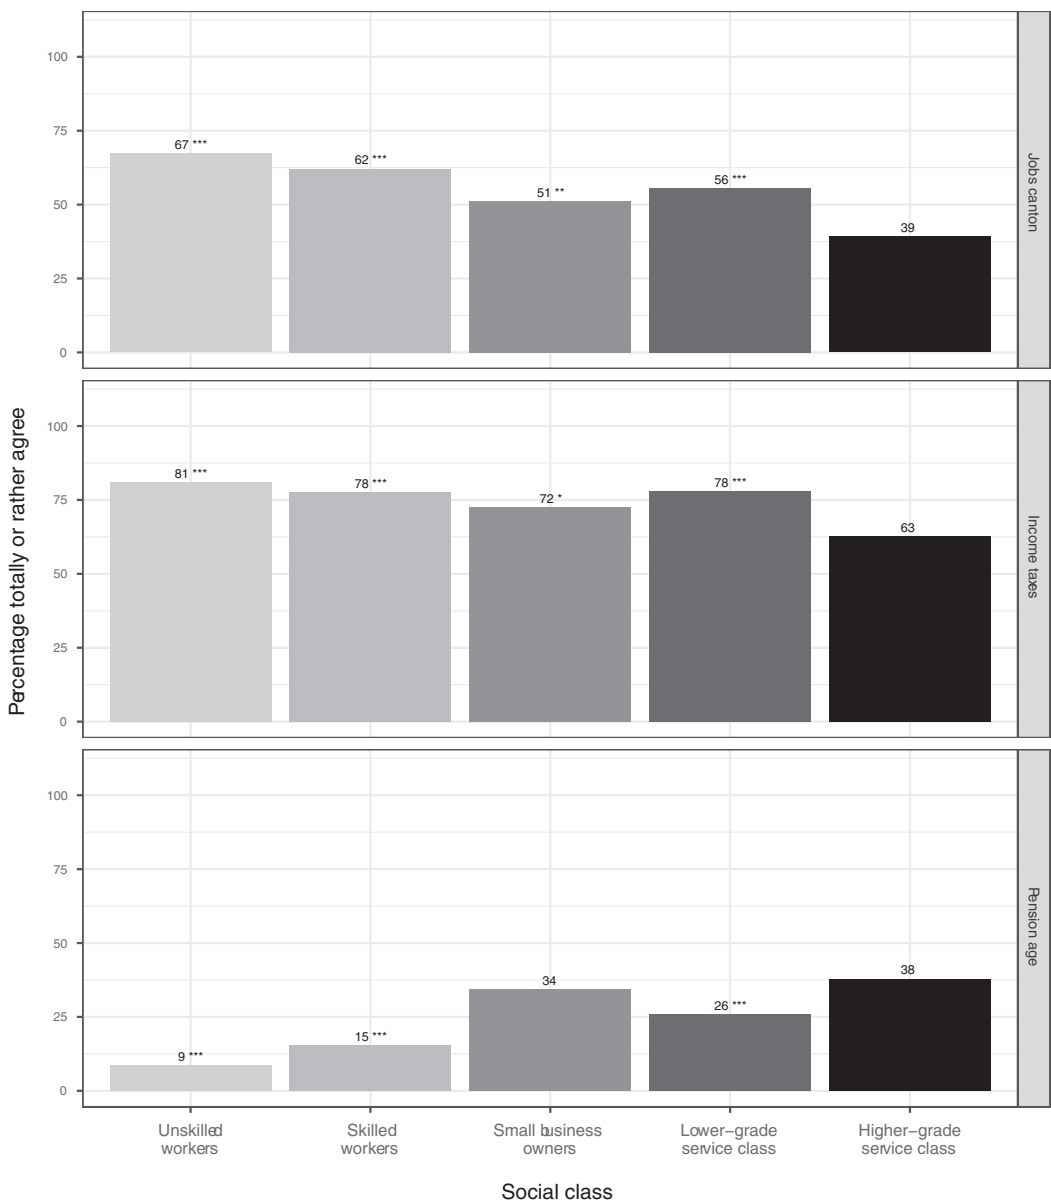 100
75
50
25
0
67 ***
62 ***
51 **
56 ***
39
Jobs canton
Percentage totally or rather agree
100
75
50
25
0
81 ***
78 ***
72 *
78 ***
63
Income taxes
100
75
50
25
0
9 ***
15 ***
34
26 ***
38
Pension age
Unskilled
workers
Skilled
workers
Small business
owners
Lower–grade
service class
Higher–grade
service class
Social class